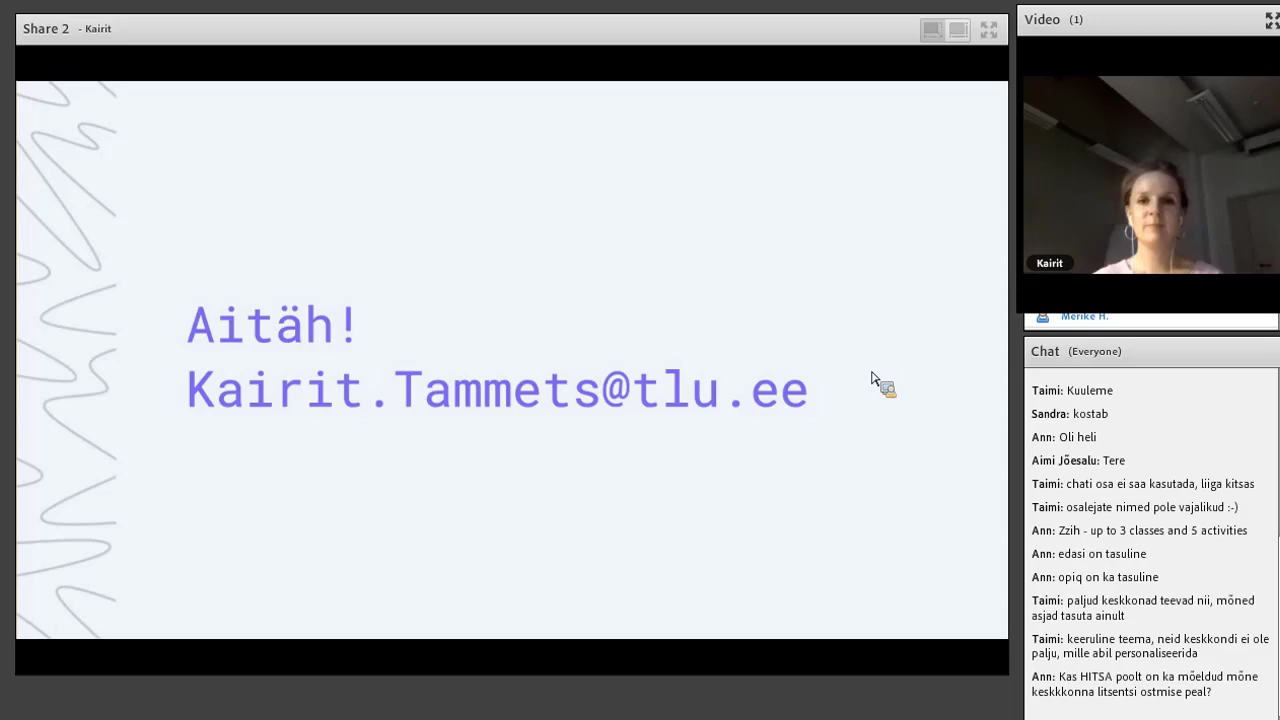 Share 2 - Kairit
Aitäh!
Kairit.Tammets@tlu.ee
Video (1)
Kairit
Merike H.
Chat (Everyone)
Taimi: Kuuleme
Sandra: kostab
Ann: Oli heli
Aimi Jõesalu: Tere
Taimi: chati osa ei saa kasutada, liiga kitsas
Taimi: osalejate nimed pole vajalikud :-)
Ann: Zzih - up to 3 classes and 5 activities
Ann: edasi on tasuline
Ann: opiq on ka tasuline
Taimi: paljud keskkonad teevad nii, mõned
asjad tasuta ainult
Taimi: keeruline teema, neid keskkondi ei ole
palju, mille abil personaliseerida
Ann: Kas HITSA poolt on ka mõeldud mõne
keskkkonna litsentsi ostmise peal?